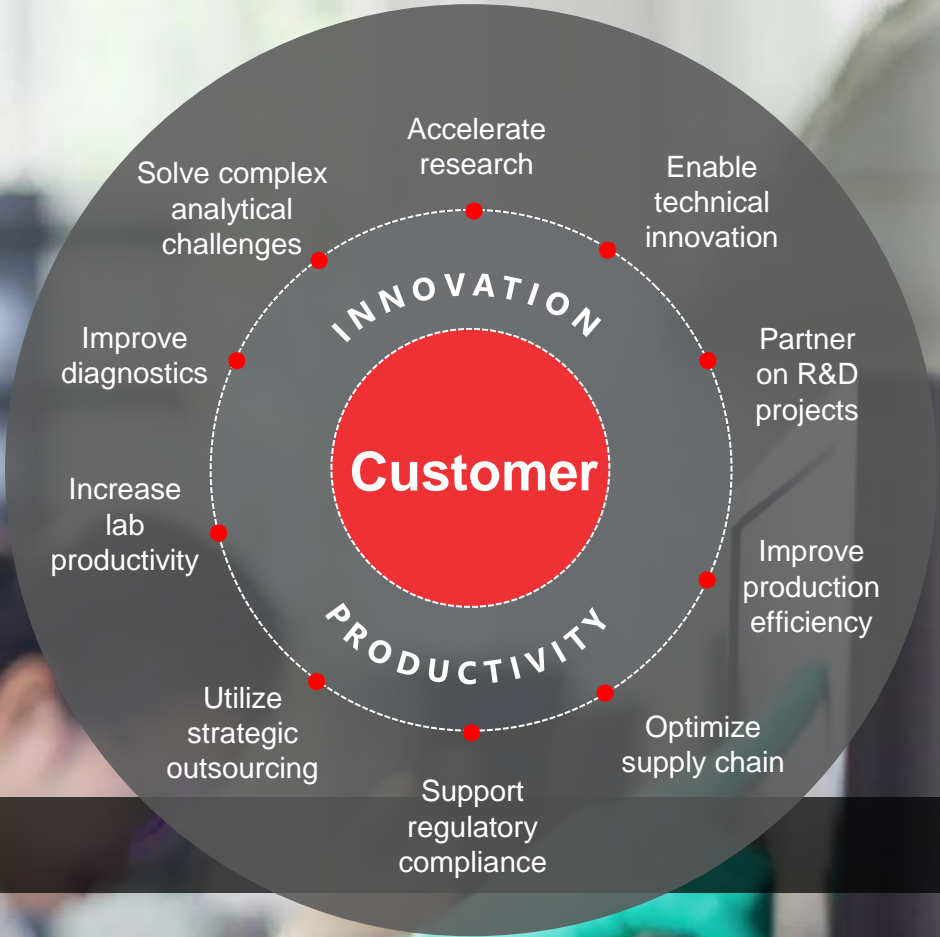 Accelerate
research
Enable
technical
innovation
Partner
on R&D
projects
Improve
production
efficiency
Optimize
supply chain
Support
regulatory
compliance
Utilize
strategic
outsourcing
Increase
lab
productivity
Improve
diagnostics
Solve complex
analytical
challenges
INNOVATION
Customer
PRODUCTIVITY